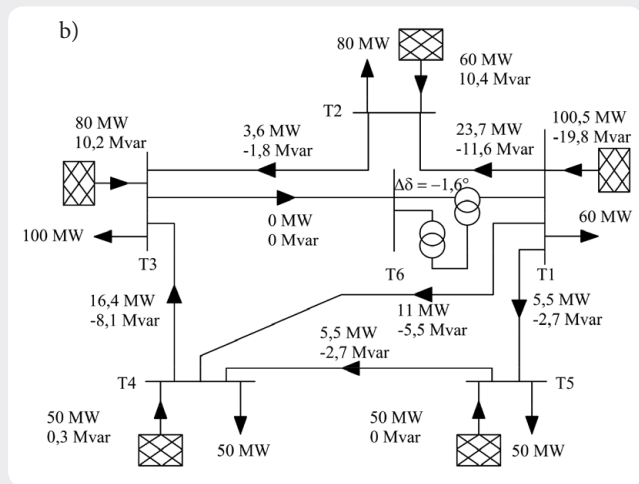 b)
80 MW
60 MW
10,4 Mvar
T2
80 MW
10,2 Mvar
3,6 MW
-1,8 Mvar
23,7 MW
-11,6 Mvar
100,5 MW
-19,8 Mvar
Δδ = −1,6°
0 MW
0 Mvar
60 MW
100 MW
T3
T6
T1
16,4 MW
-8,1 Mvar
11 MW
-5,5 Mvar
5,5 MW
-2,7 Mvar
5,5 MW
-2,7 Mvar
T4
T5
50 MW
0,3 Mvar
50 MW
50 MW
0 Mvar
50 MW